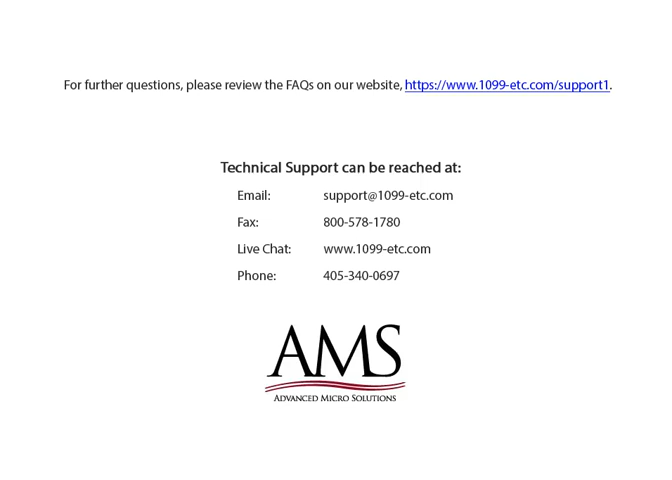 For further questions, please review the FAQs on our website, https://www.1099-etc.com/support1.
Technical Support can be reached at:
Email: support@1099-etc.com
Fax: 800-578-1780
Live Chat: www.1099-etc.com
Phone: 405-340-0697
AMS
Advanced Micro Solutions